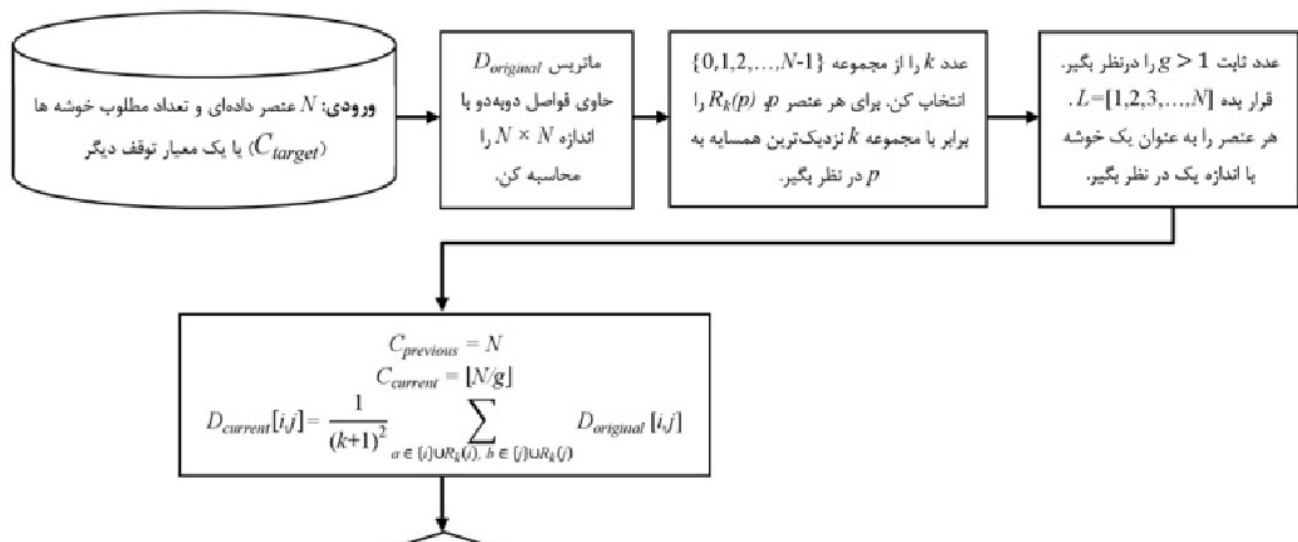 ورودی: N عنصر داده‌ای و تعداد مطلوب خوشه ها
(C_target) یا یک معیار توقف دیگر
ماتریس D_original
حاوی فواصل دوبه‌دو با
اندازه N × N را
محاسبه کن.
عدد k را از مجموعه {0,1,2,...,N-1}
انتخاب کن. برای هر عنصر p، R_k(p) را
برابر با مجموعه k نزدیک‌ترین همسایه به
p در نظر بگیر.
عدد ثابت g > 1 را درنظر بگیر.
قرار بده L=[1,2,3,...,N].
هر عنصر را به عنوان یک خوشه
با اندازه یک در نظر بگیر.
C_previous = N
C_current = ⌊N/g⌋
D_current[i,j] = 1/(k+1)² ∑_{a ∈ {i}∪R_k(i), b ∈ {j}∪R_k(j)} D_original [i,j]